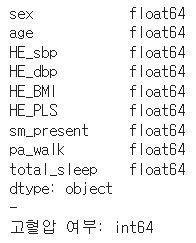 sex float64
age float64
HE_sbp float64
HE_dbp float64
HE_BMI float64
HE_PLS float64
sm_present float64
pa_walk float64
total_sleep float64
dtype: object
-
고혈압 여부: int64